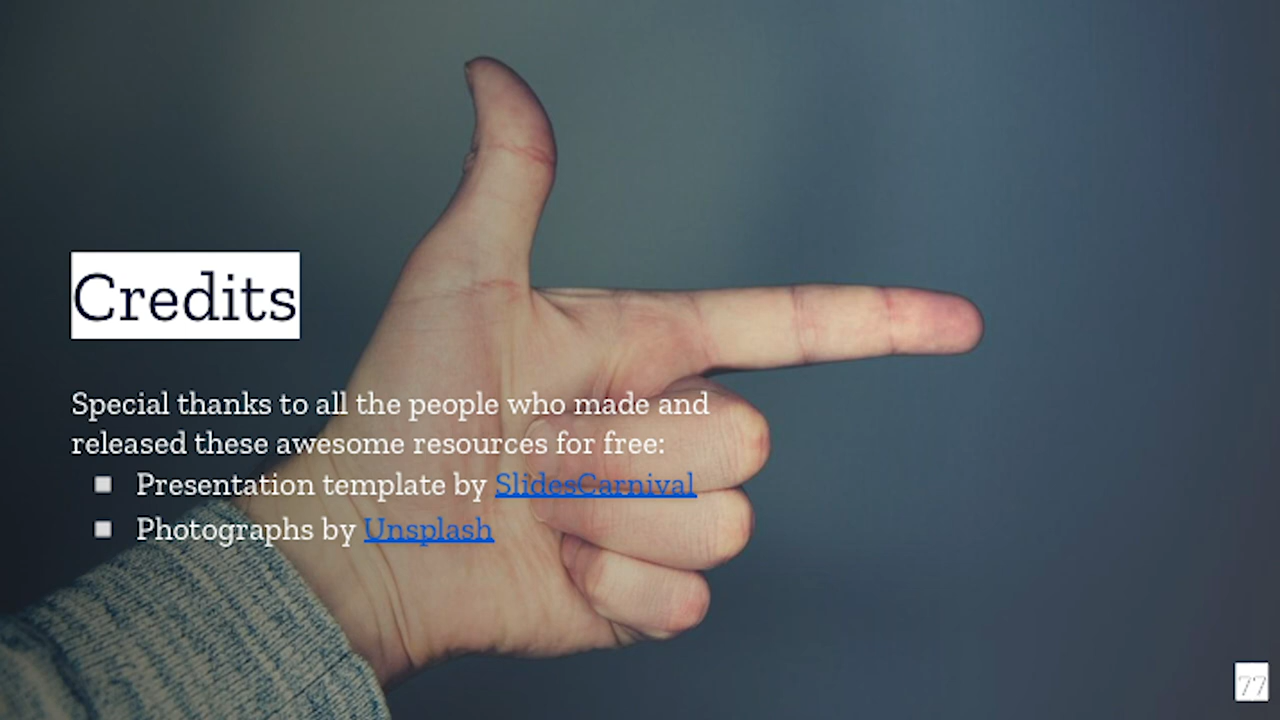 Credits
Special thanks to all the people who made and
released these awesome resources for free:
Presentation template by SlidesCarnival
Photographs by Unsplash
77